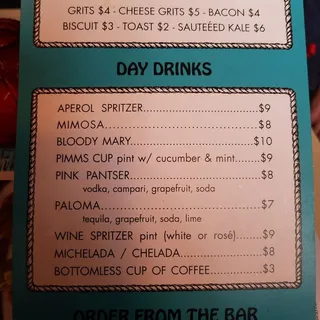 GRITS $4 - CHEESE GRITS $5 - BACON $4
BISCUIT $3 - TOAST $2 - SAUTEÉED KALE $6
DAY DRINKS
APEROL SPRITZER..............................$9
MIMOSA..............................................$8
BLOODY MARY..................................$10
PIMMS CUP pint w/ cucumber & mint.......$9
PINK PANTSER....................................$8
vodka, campari, grapefruit, soda
PALOMA.............................................$7
tequila, grapefruit, soda, lime
WINE SPRITZER pint (white or rosé).......$9
MICHELADA / CHELADA......................$8
BOTTOMLESS CUP OF COFFEE............$3
ORDER FROM THE BAR